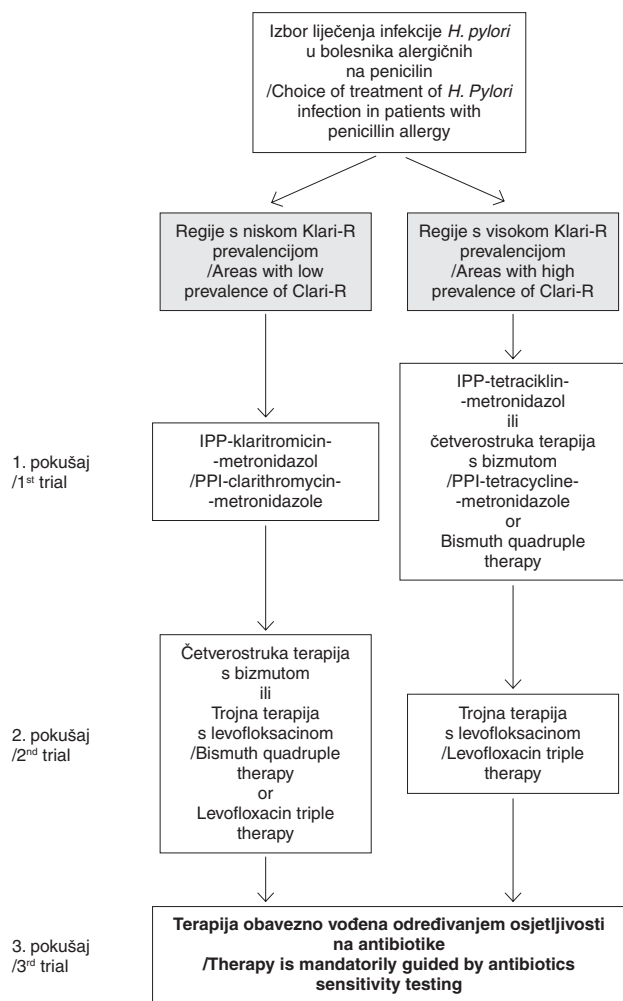 Izbor liječenja infekcije H. pylori
u bolesnika alergičnih
na penicilin
/Choice of treatment of H. Pylori
infection in patients with
penicillin allergy
Regije s niskom Klari-R
prevalencijom
/Areas with low
prevalence of Clari-R
Regije s visokom Klari-R
prevalencijom
/Areas with high
prevalence of Clari-R
1. pokušaj
/1st trial
IPP-klaritromicin-
-metronidazol
/PPI-clarithromycin-
-metronidazole
IPP-tetraciklin-
-metronidazol
ili
četverostruka terapija
s bizmutom
/PPI-tetracycline-
-metronidazole
or
Bismuth quadruple
therapy
2. pokušaj
/2nd trial
Četverostruka terapija
s bizmutom
ili
Trojna terapija
s levofloksacinom
/Bismuth quadruple
therapy
or
Levofloxacin triple
therapy
Trojna terapija
s levofloksacinom
/Levofloxacin triple
therapy
3. pokušaj
/3rd trial
Terapija obavezno vođena određivanjem osjetljivosti
na antibiotike
/Therapy is mandatorily guided by antibiotics
sensitivity testing